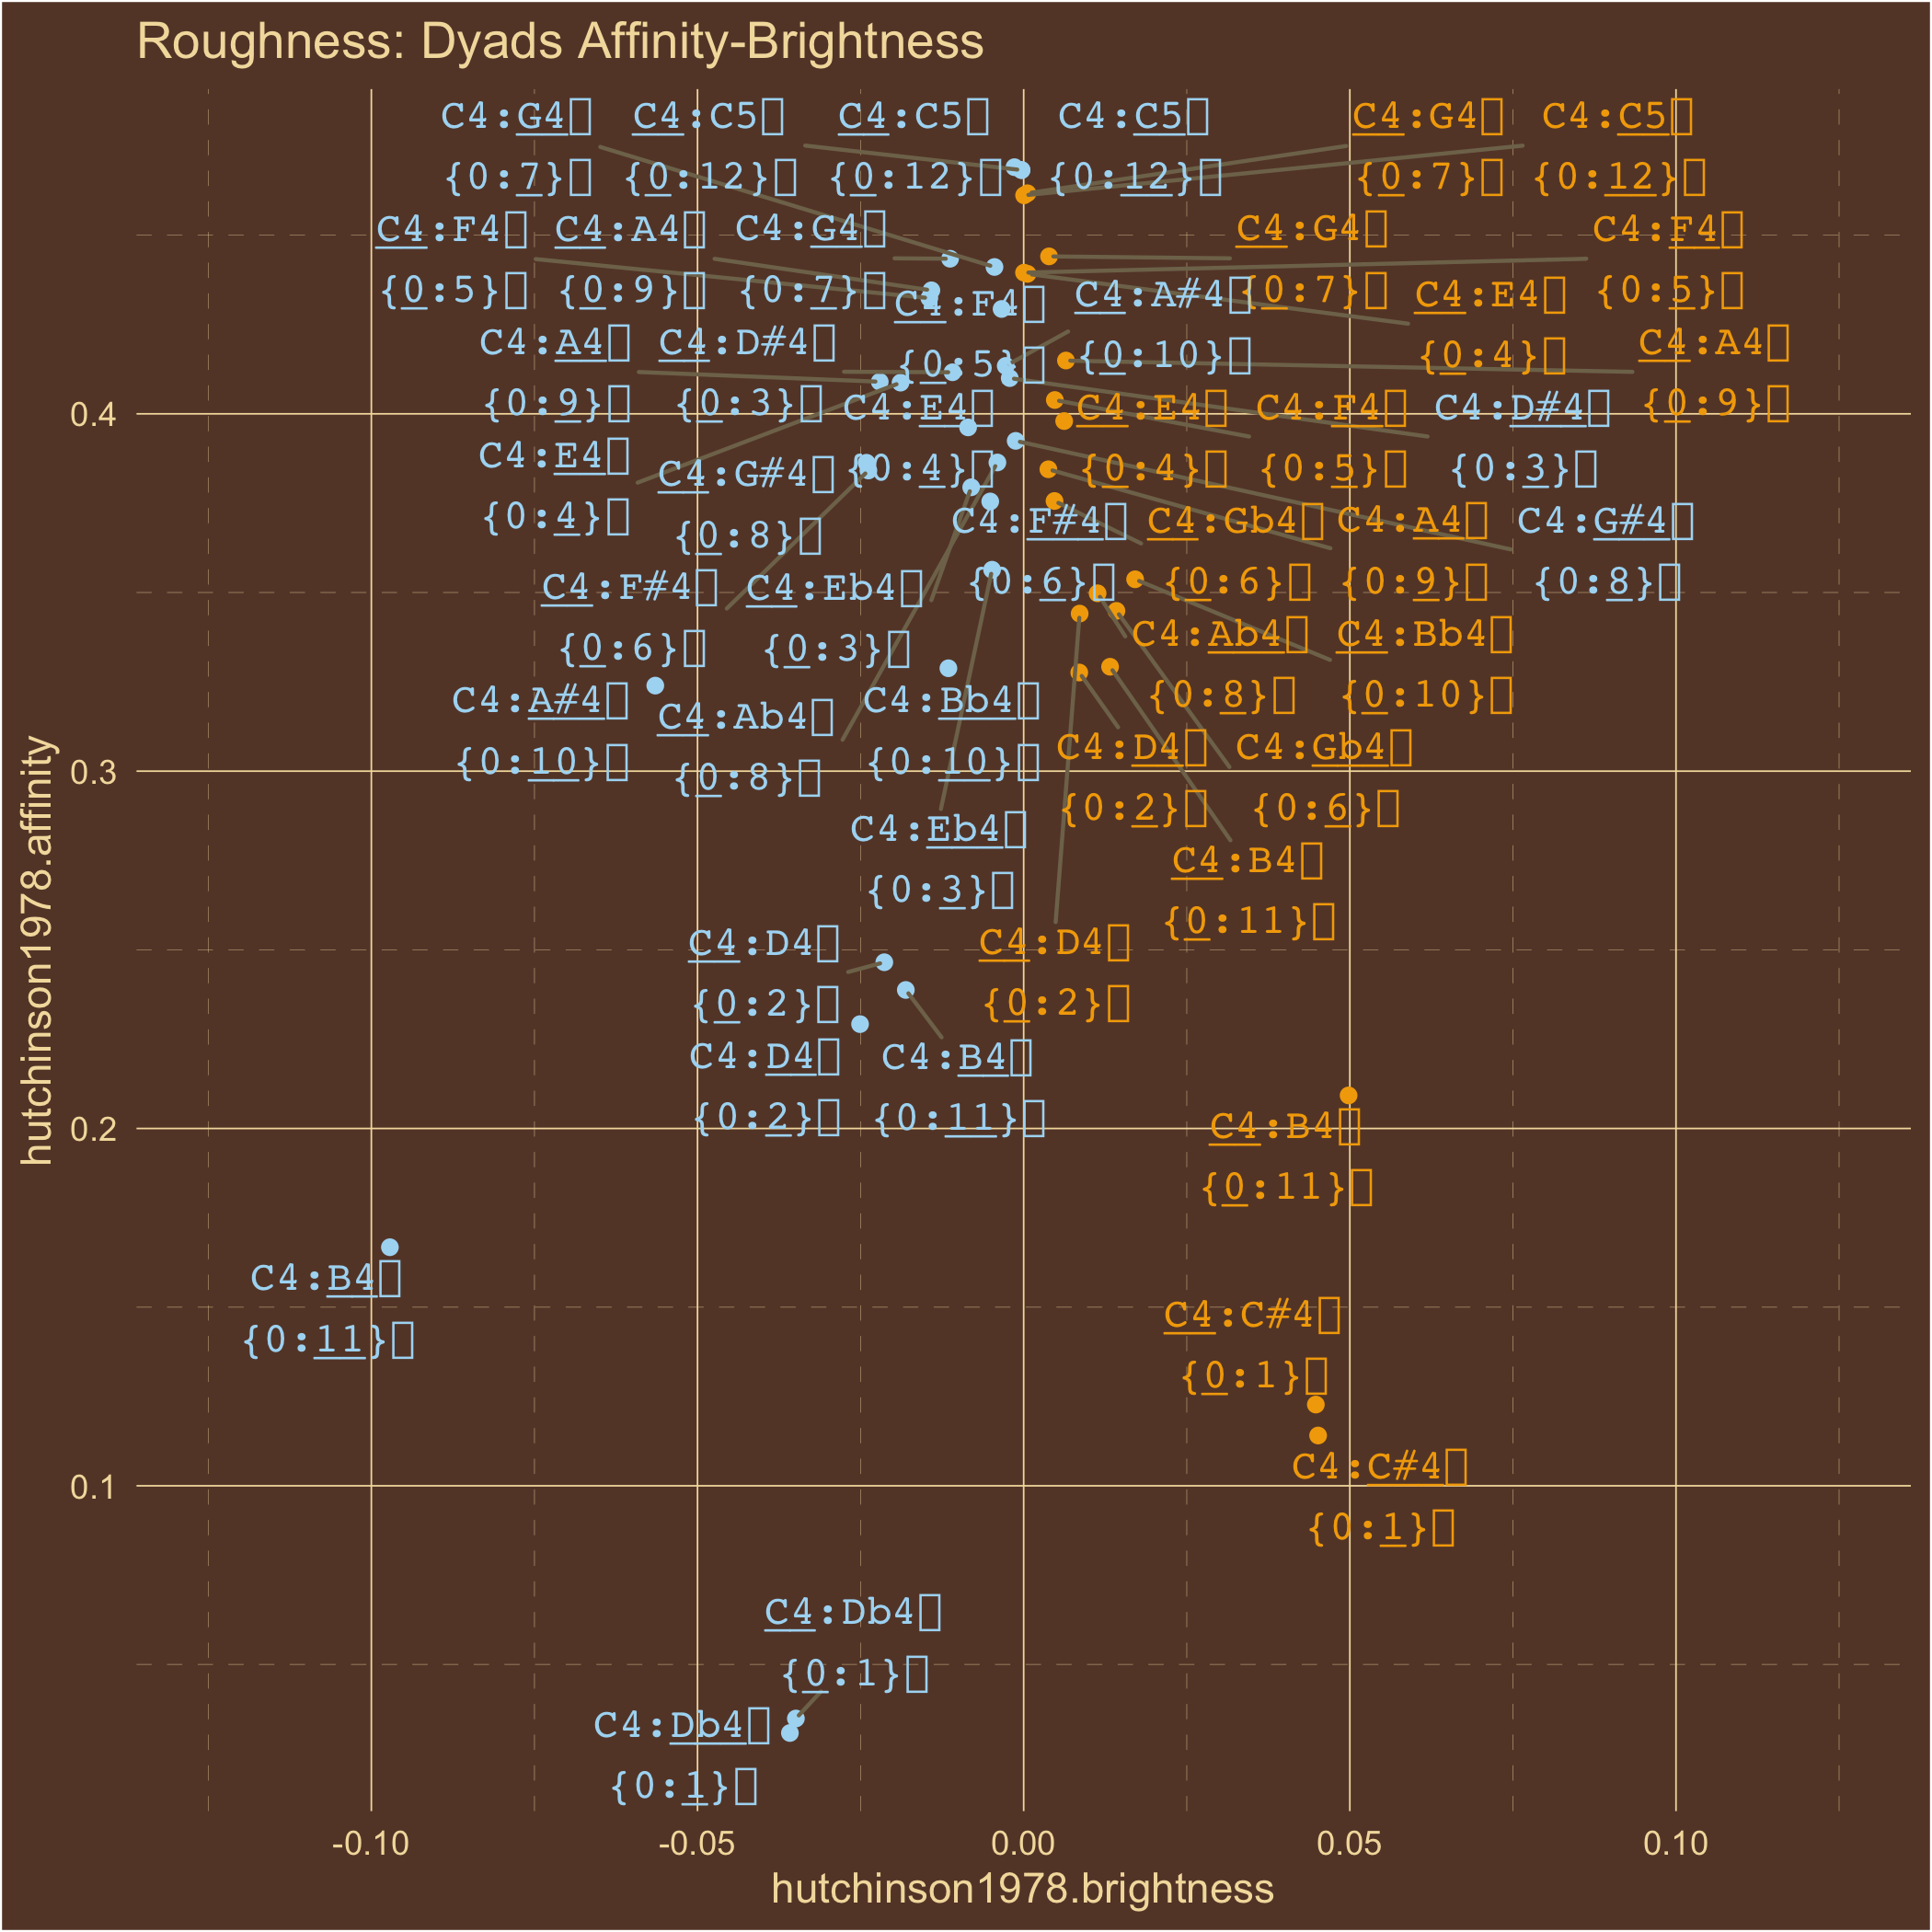 Roughness: Dyads Affinity-Brightness
C4:G4 C4:C5 C4:C5 C4:C5 C4:G4 C4:C5
{0:7} {0:12} {0:12} {0:12} {0:7} {0:12}
C4:F4 C4:A4 C4:G4 C4:G4 C4:F4
{0:5} {0:9} {0:7} C4:F4 C4:A#4 {0:7} C4:E4 {0:5}
C4:A4 C4:D#4 {0:5} {0:10} {0:4} C4:A4
{0:9} {0:3} C4:E4 C4:E4 C4:F4 C4:D#4 {0:9}
0.4
C4:E4 C4:G#4 {0:4} {0:4} {0:5} {0:3}
{0:4} {0:8} C4:F#4 C4:Gb4 C4:A4 C4:G#4
C4:F#4 C4:Eb4 {0:6} {0:6} {0:9} {0:8}
{0:6} {0:3} C4:Ab4 C4:Bb4
C4:A#4 C4:Ab4 C4:Bb4 {0:8} {0:10}
{0:10} {0:8} {0:10} C4:D4 C4:Gb4
0.3
{0:2} {0:6}
C4:Eb4 C4:B4
{0:3} {0:11}
C4:D4 C4:D4
{0:2} {0:2}
C4:D4 C4:B4
{0:2} {0:11}
0.2
C4:B4
{0:11}
C4:B4
{0:11}
C4:C#4
{0:1}
C4:C#4
0.1
{0:1}
C4:Db4
{0:1}
C4:Db4
{0:1}
-0.10 -0.05 0.00 0.05 0.10
hutchinson1978.brightness
hutchinson1978.affinity